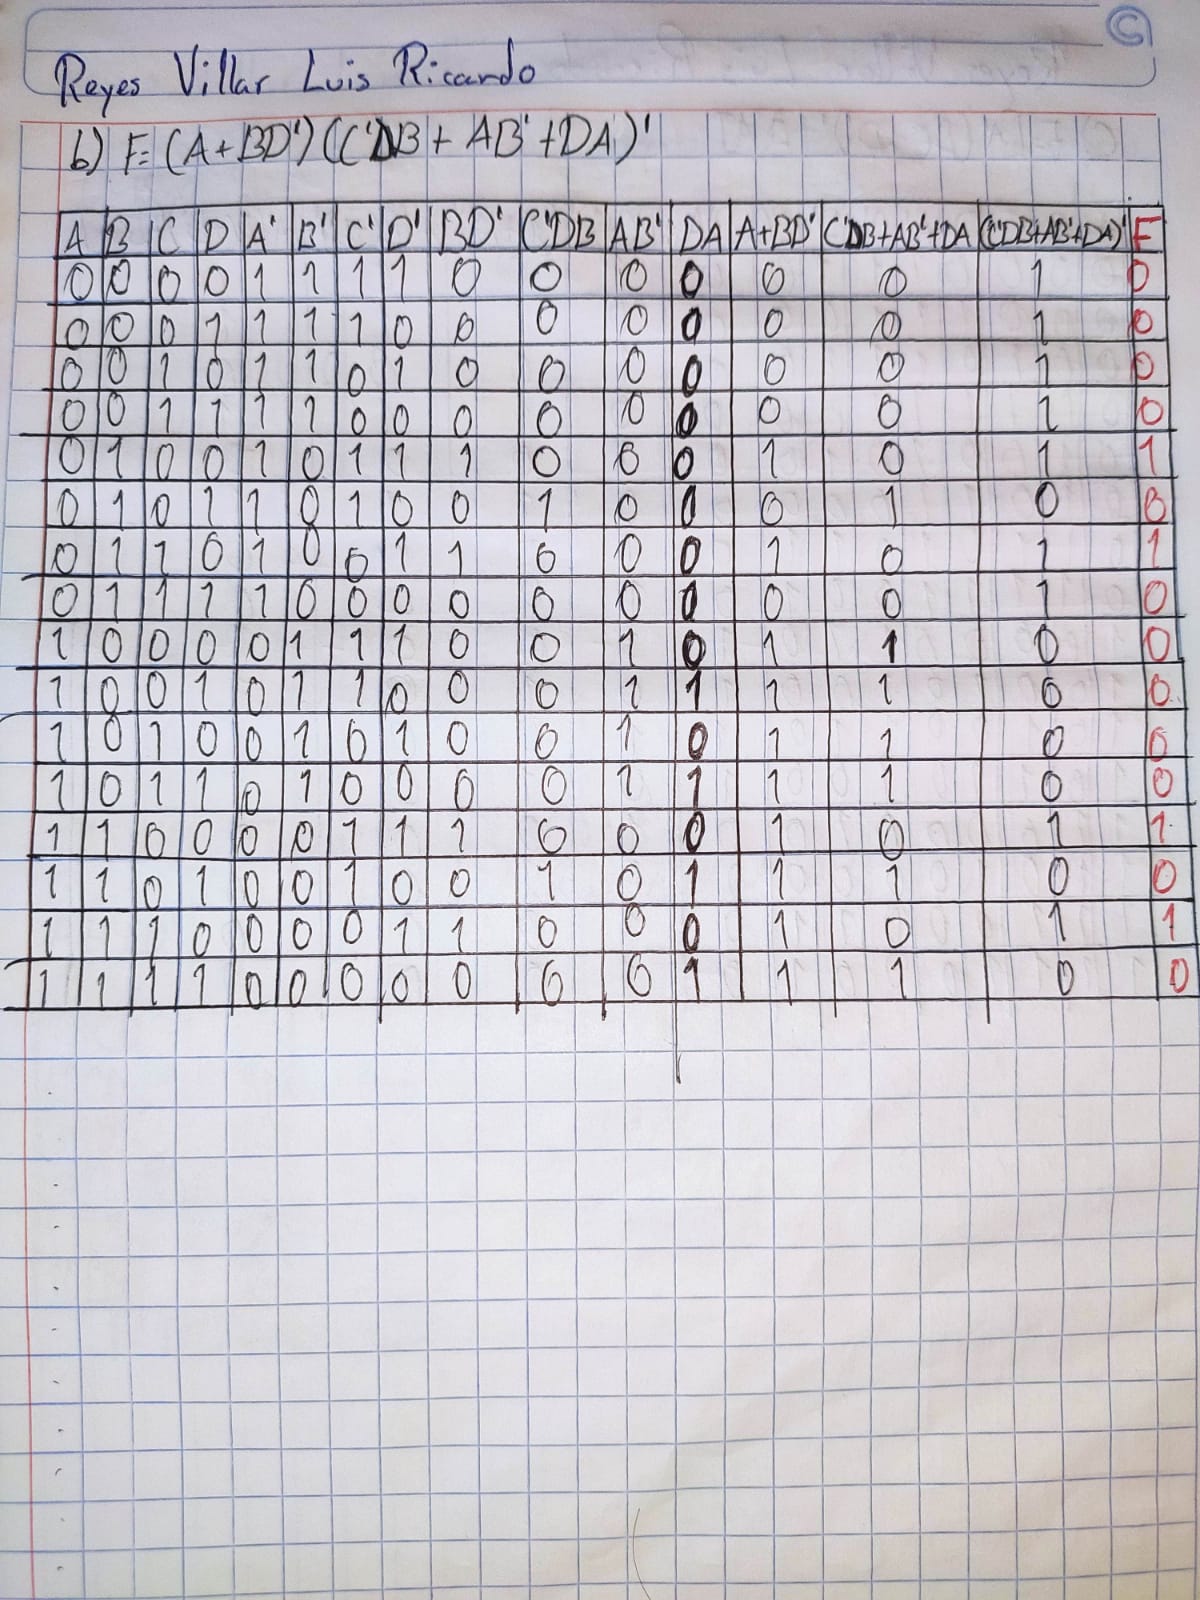 C
Reyes Villar Luis Ricardo
b) F= (A+BD')(C'DB + AB' +DA)'
A B C D A' B' C' D' BD' C'DB AB' DA A+BD' C'DB+AB'+DA (C'DB+AB'+DA)' F
0 0 0 0 1 1 1 1 0 0 0 0 0 0 1 0
0 0 0 1 1 1 1 0 0 0 0 0 0 0 1 0
0 0 1 0 1 1 0 1 0 0 0 0 0 0 1 0
0 0 1 1 1 1 0 0 0 0 0 0 0 0 1 0
0 1 0 0 1 0 1 1 1 0 0 0 1 0 1 1
0 1 0 1 1 0 1 0 0 1 0 0 0 1 0 0
0 1 1 0 1 0 0 1 1 0 0 0 1 0 1 1
0 1 1 1 1 0 0 0 0 0 0 0 0 0 1 0
1 0 0 0 0 1 1 1 0 0 1 0 1 1 0 0
1 0 0 1 0 1 1 0 0 0 1 1 1 1 0 0
1 0 1 0 0 1 0 1 0 0 1 0 1 1 0 0
1 0 1 1 0 1 0 0 0 0 1 1 1 1 0 0
1 1 0 0 0 0 1 1 1 0 0 0 1 0 1 1
1 1 0 1 0 0 1 0 0 1 0 1 1 1 0 0
1 1 1 0 0 0 0 1 1 0 0 0 1 0 1 1
1 1 1 1 0 0 0 0 0 0 0 1 1 1 0 0